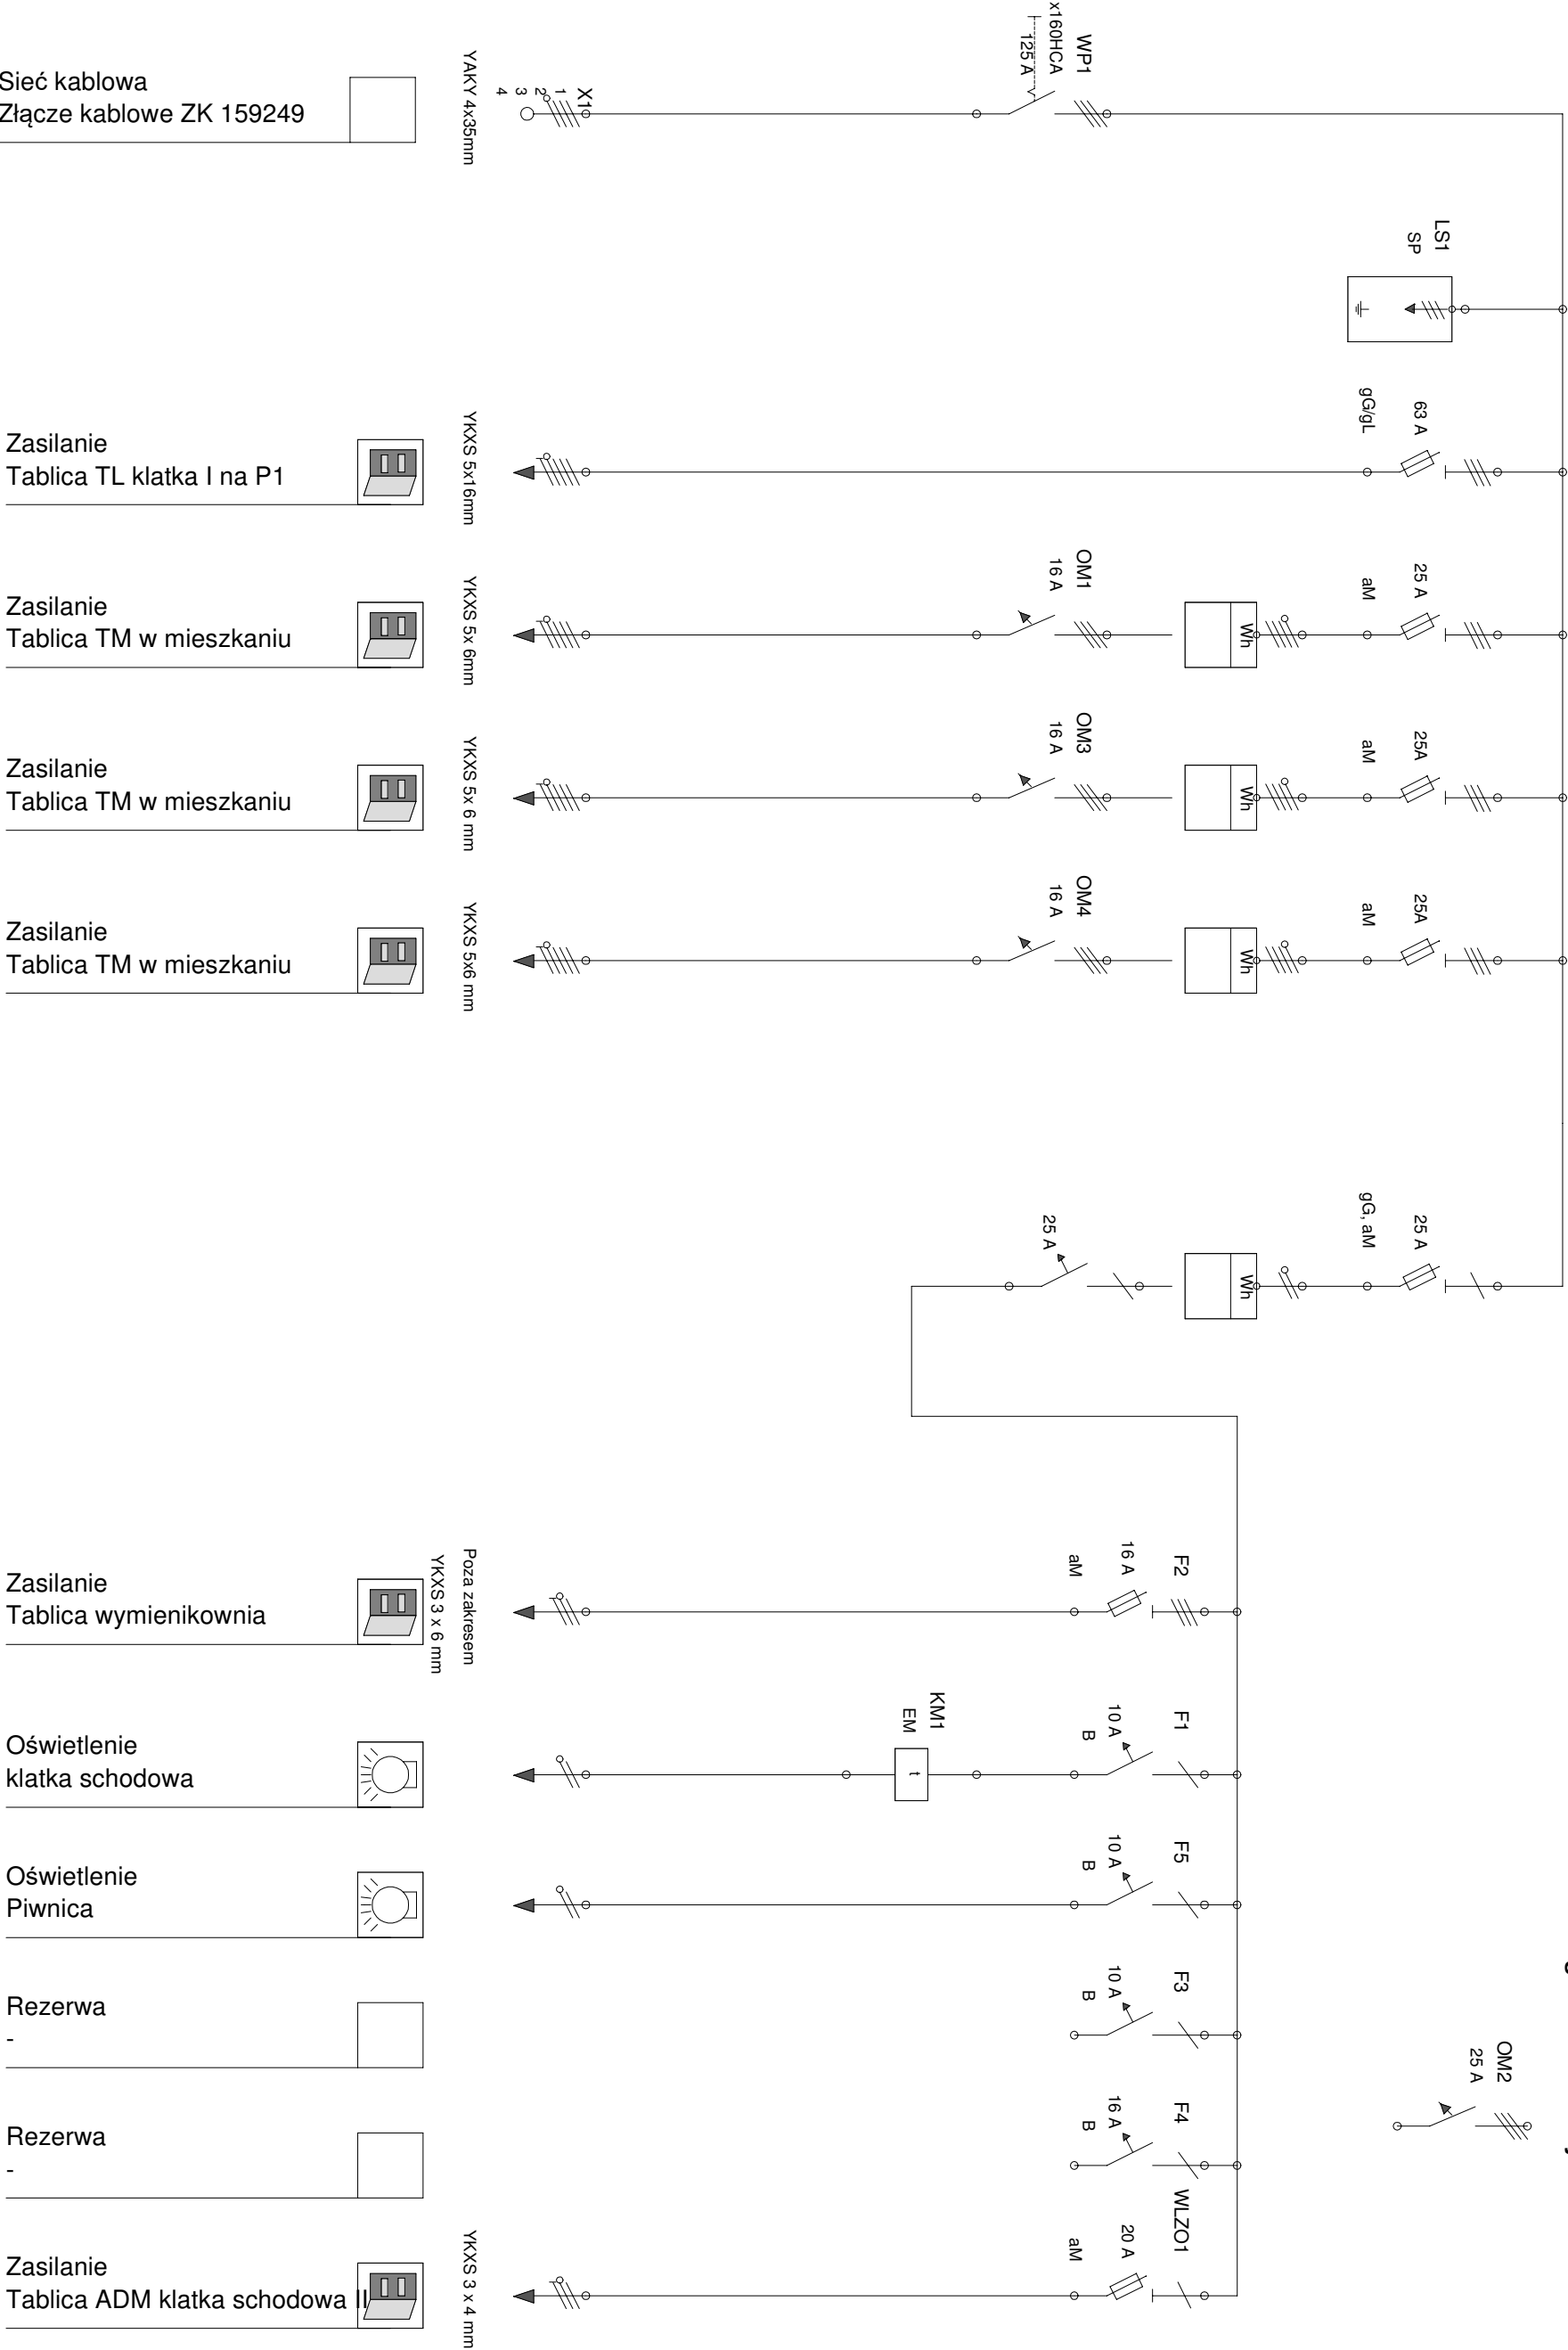 Sieć kablowa
Złącze kablowe ZK 159249
YAKY 4x35mm
4
3
2
1
X1
x160HCA
125 A
WP1
LS1
SP
Zasilanie
Tablica TL klatka I na P1
YKXS 5x16mm
gG/gL
63 A
Zasilanie
Tablica TM w mieszkaniu
YKXS 5x 6mm
OM1
16 A
Wh
aM
25 A
Zasilanie
Tablica TM w mieszkaniu
YKXS 5x 6 mm
OM3
16 A
Wh
aM
25A
Zasilanie
Tablica TM w mieszkaniu
YKXS 5x6 mm
OM4
16 A
Wh
aM
25A
25 A
Wh
gG, aM
25 A
Zasilanie
Tablica wymienikownia
Poza zakresem
YKXS 3 x 6 mm
aM
16 A
F2
Oświetlenie
klatka schodowa
KM1
EM
t
B
10 A
F1
Oświetlenie
Piwnica
B
10 A
F5
Rezerwa
-
B
10 A
F3
Rezerwa
-
B
16 A
F4
OM2
25 A
Zasilanie
Tablica ADM klatka schodowa II
YKXS 3 x 4 mm
aM
20 A
WLZO1